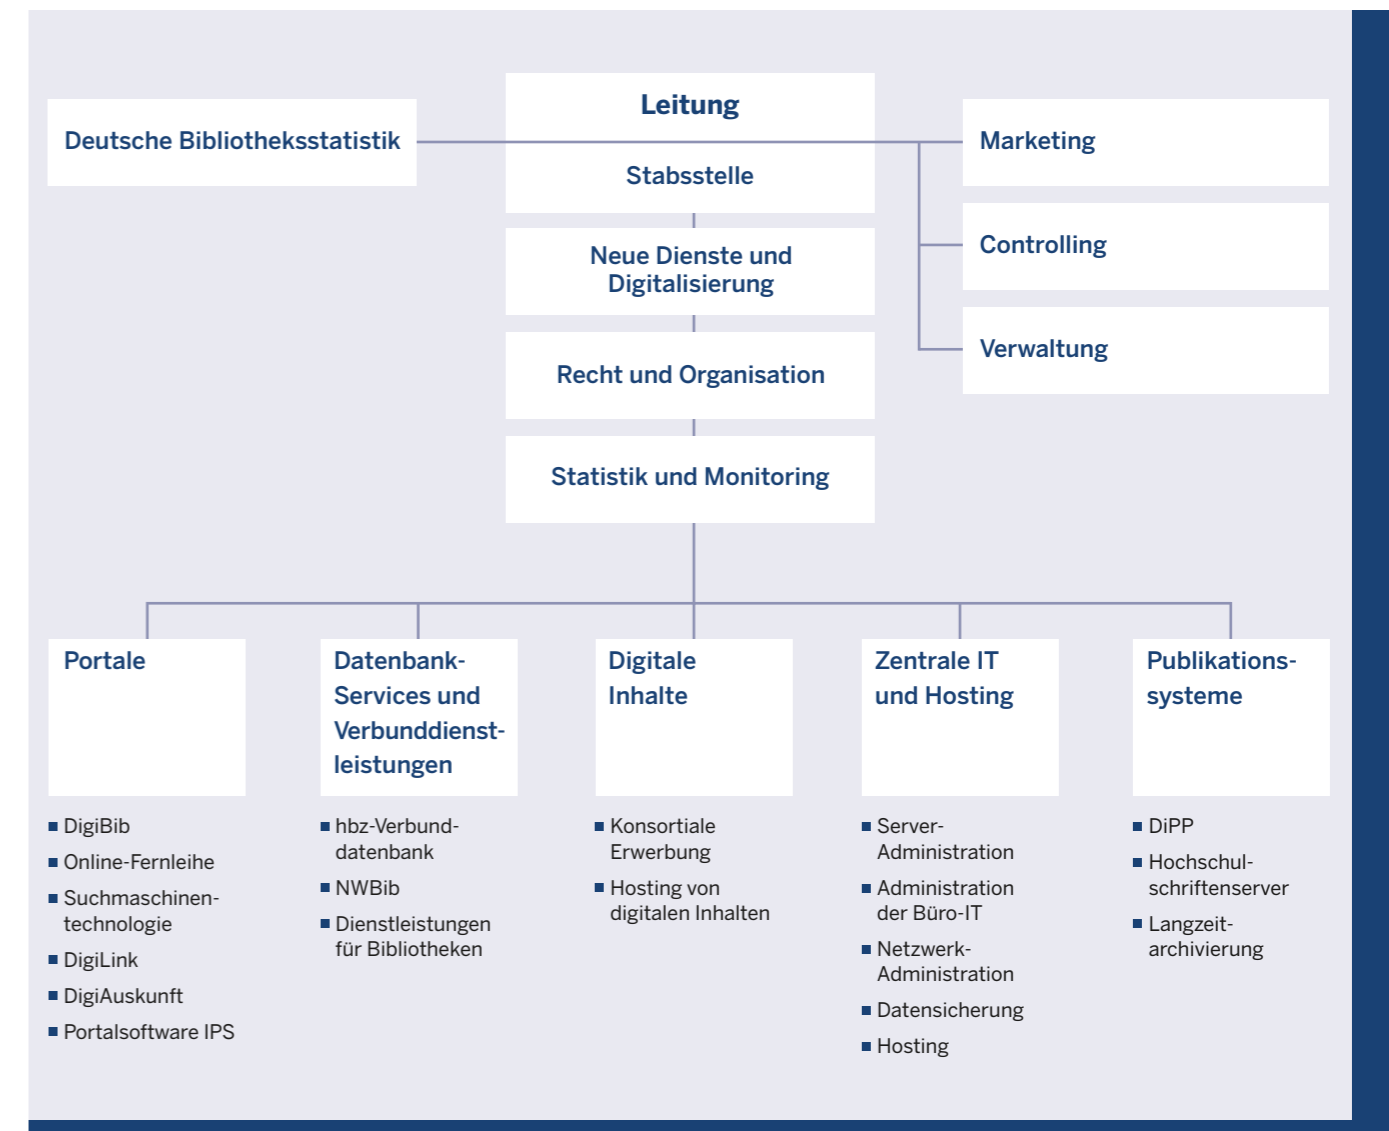 Leitung
Deutsche Bibliotheksstatistik
Stabsstelle
Marketing
Controlling
Verwaltung
Neue Dienste und
Digitalisierung
Recht und Organisation
Statistik und Monitoring
Portale
DigiBib
Online-Fernleihe
Suchmaschinen-
technologie
DigiLink
DigiAuskunft
Portalsoftware IPS
Datenbank-
Services und
Verbunddienst-
leistungen
hbz-Verbund-
datenbank
NWBib
Dienstleistungen
für Bibliotheken
Digitale
Inhalte
Konsortiale
Erwerbung
Hosting von
digitalen Inhalten
Zentrale IT
und Hosting
Server-
Administration
Administration
der Büro-IT
Netzwerk-
Administration
Datensicherung
Hosting
Publikations-
systeme
DiPP
Hochschul-
schriftenserver
Langzeit-
archivierung